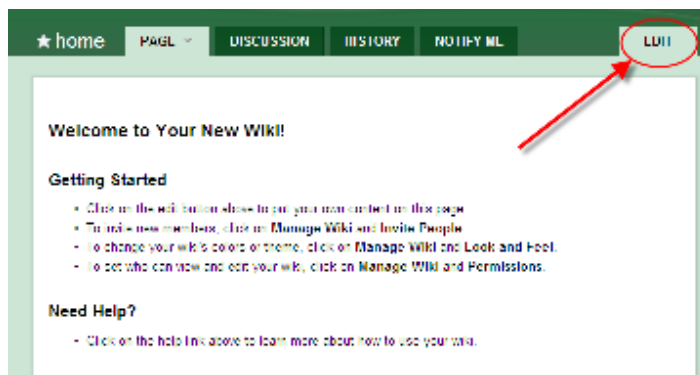 home PAGE DISCUSSION HISTORY NOTIFY ME EDIT
Welcome to Your New Wiki!
Getting Started
Click on the edit button above to put your own content on this page
To invite new members, click on Manage Wiki and Invite People.
To change your wiki's colors or theme, click on Manage Wiki and Look and Feel.
To set who can view and edit your wiki, click on Manage Wiki and Permissions.
Need Help?
Click on the help link above to learn more about how to use your wiki.